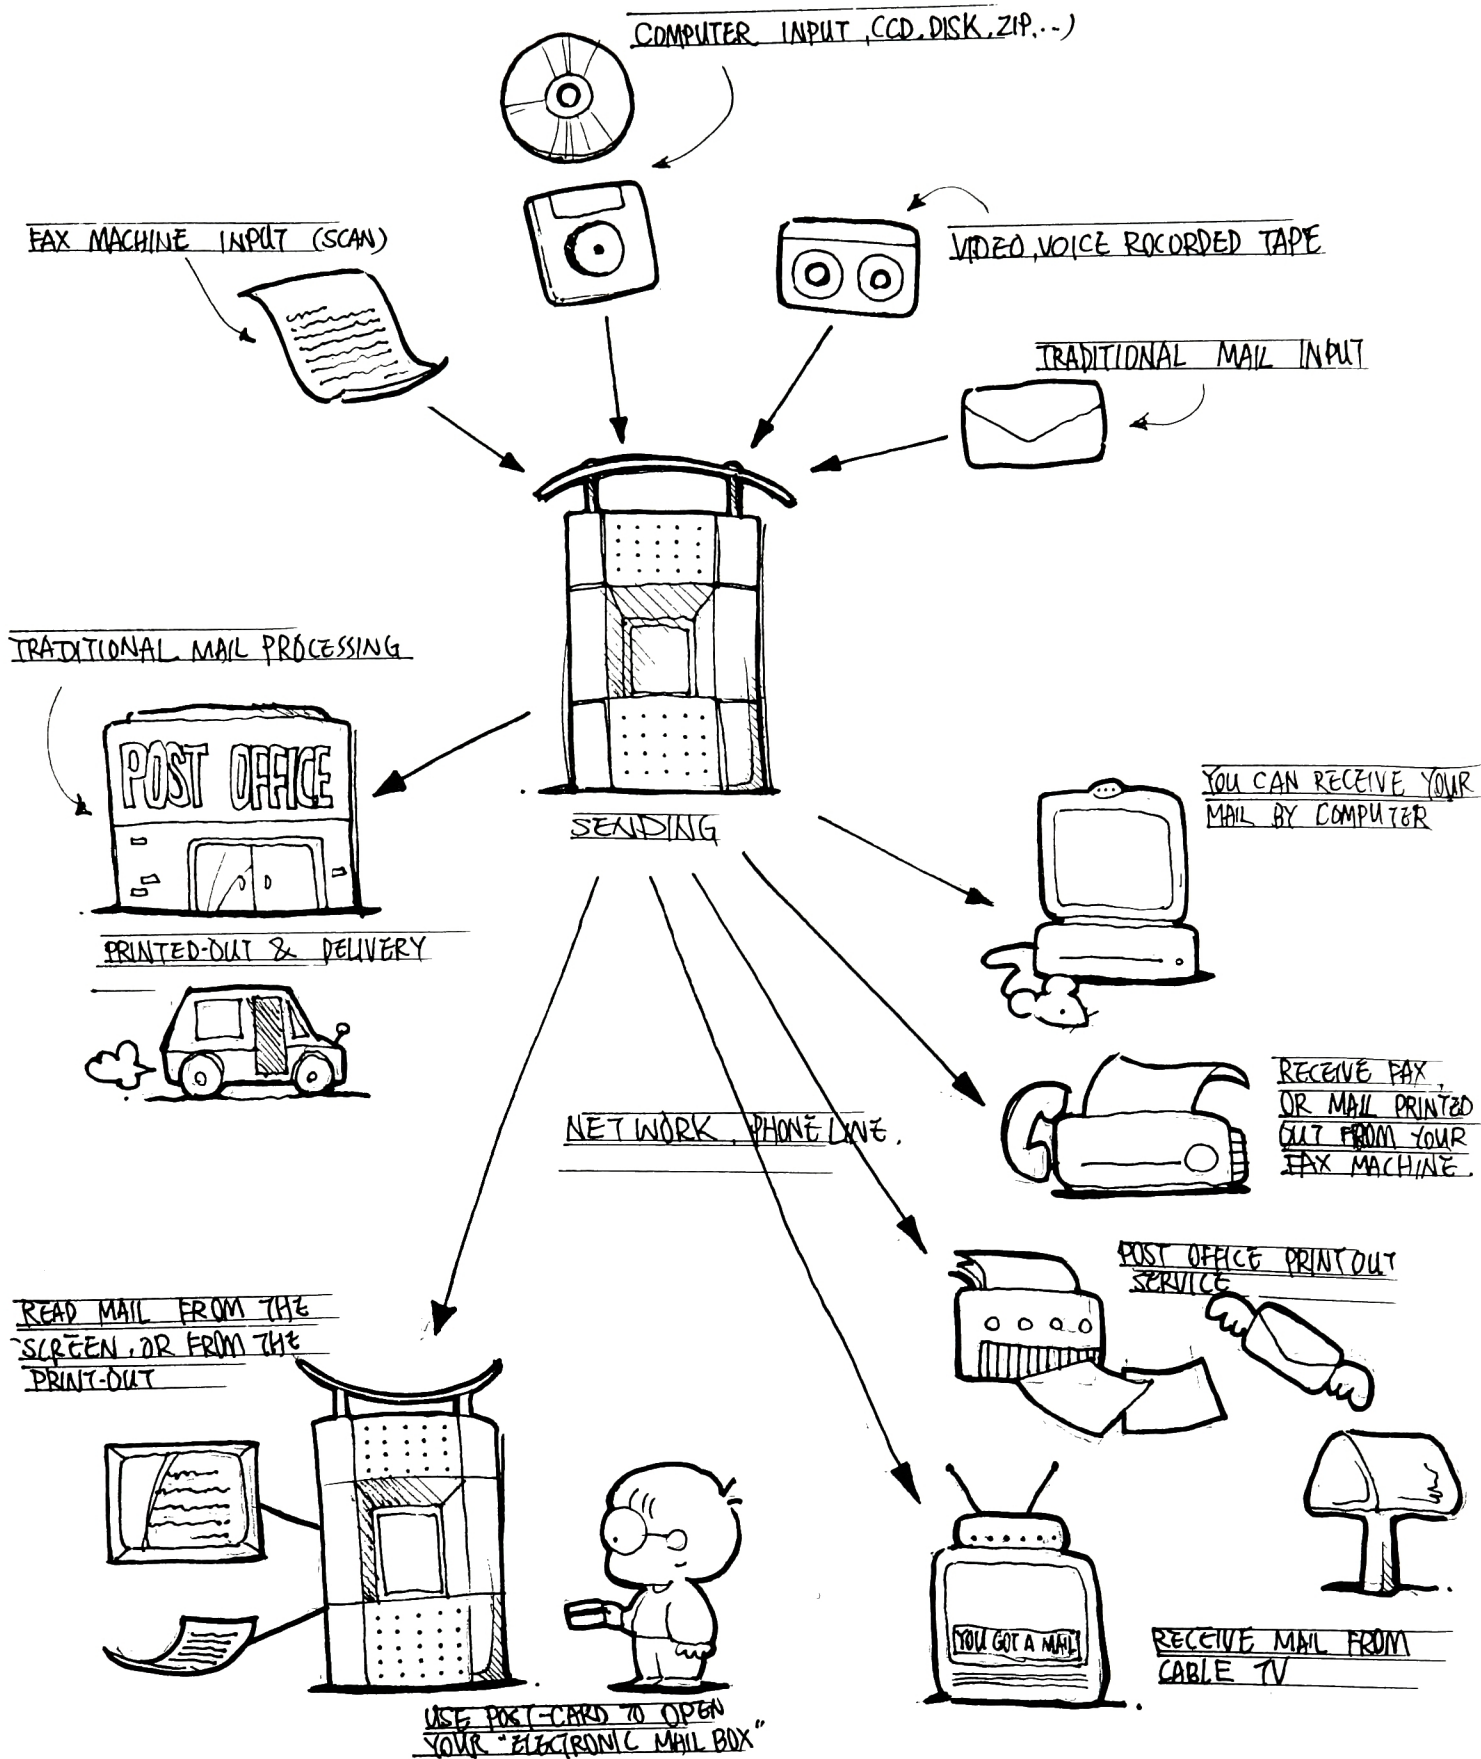 COMPUTER INPUT, CCD.DISK.ZIP...)
FAX MACHINE INPUT (SCAN)
VIDEO, VOICE ROCORDED TAPE
TRADITIONAL MAIL INPUT
TRADITIONAL MAIL PROCESSING
POST OFFICE
SENDING
YOU CAN RECEIVE YOUR
MAIL BY COMPUTER
PRINTED-OUT & DELIVERY
NETWORK. PHONE LINE.
RECEIVE FAX,
OR MAIL PRINTED
OUT FROM YOUR
FAX MACHINE.
POST OFFICE PRINT OUT
SERVICE
READ MAIL FROM THE
SCREEN. OR FROM THE
PRINT-OUT
YOU GOT A MAIL
RECEIVE MAIL FROM
CABLE TV
USE POST-CARD TO OPEN
YOUR "ELECTRONIC MAIL BOX"